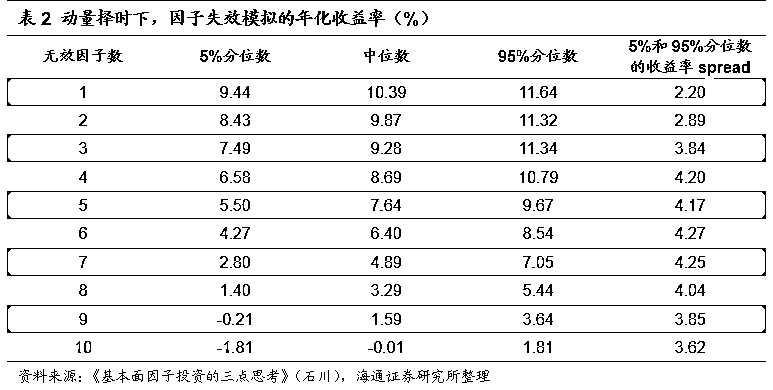 表 2 动量择时下，因子失效模拟的年化收益率（%）
无效因子数 5%分位数 中位数 95%分位数 5%和 95%分位数的收益率 spread
1 9.44 10.39 11.64 2.20
2 8.43 9.87 11.32 2.89
3 7.49 9.28 11.34 3.84
4 6.58 8.69 10.79 4.20
5 5.50 7.64 9.67 4.17
6 4.27 6.40 8.54 4.27
7 2.80 4.89 7.05 4.25
8 1.40 3.29 5.44 4.04
9 -0.21 1.59 3.64 3.85
10 -1.81 -0.01 1.81 3.62
资料来源：《基本面因子投资的三点思考》（石川），海通证券研究所整理